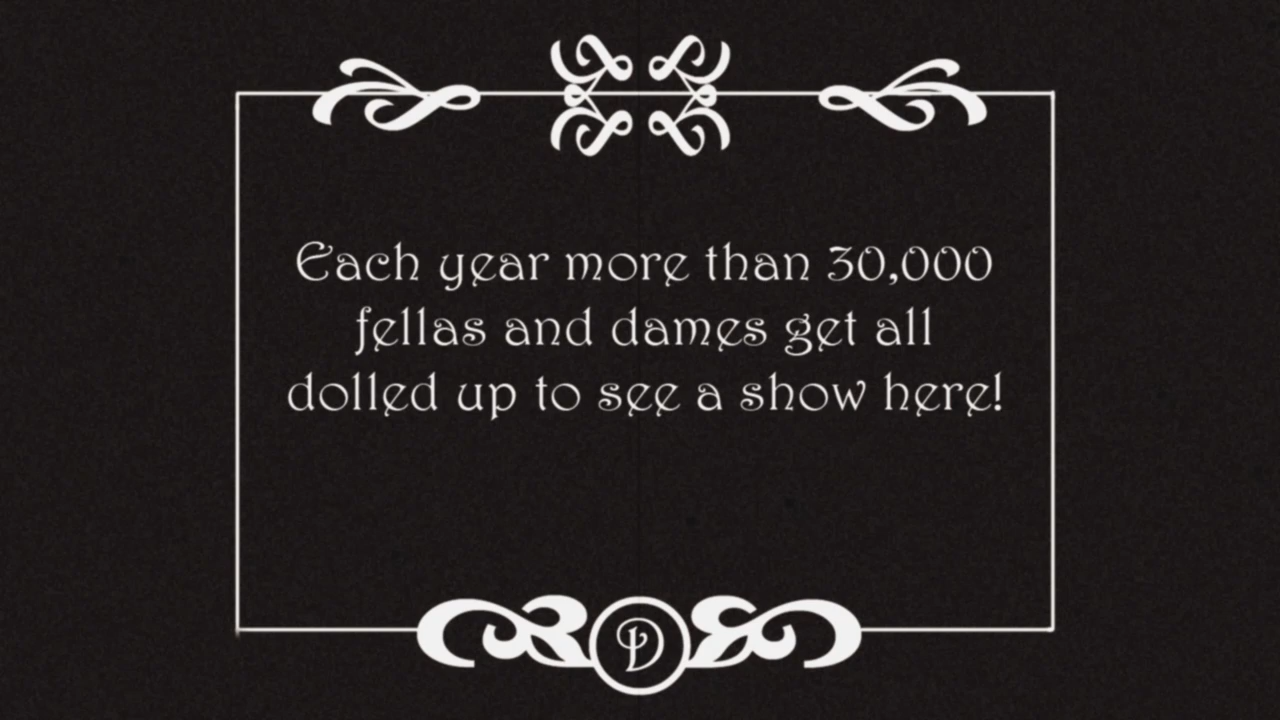 Each year more than 30,000
fellas and dames get all
dolled up to see a show here!
D